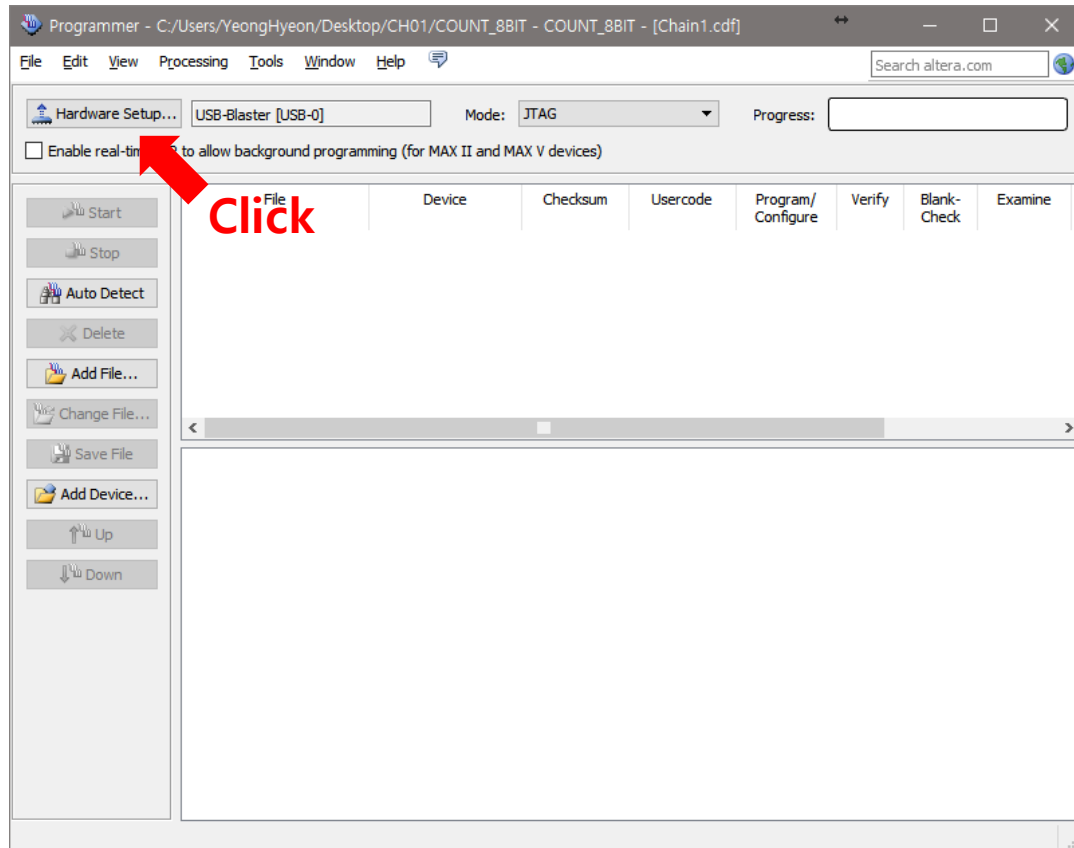 Programmer - C:/Users/YeongHyeon/Desktop/CH01/COUNT_8BIT - COUNT_8BIT - [Chain1.cdf]
File Edit View Processing Tools Window Help Search altera.com
Hardware Setup... USB-Blaster [USB-0] Mode: JTAG Progress:
Enable real-tim to allow background programming (for MAX II and MAX V devices)
File Device Checksum Usercode Program/ Verify Blank- Examine
Configure Check
Click
Start
Stop
Auto Detect
Delete
Add File...
Change File...
Save File
Add Device...
Up
Down